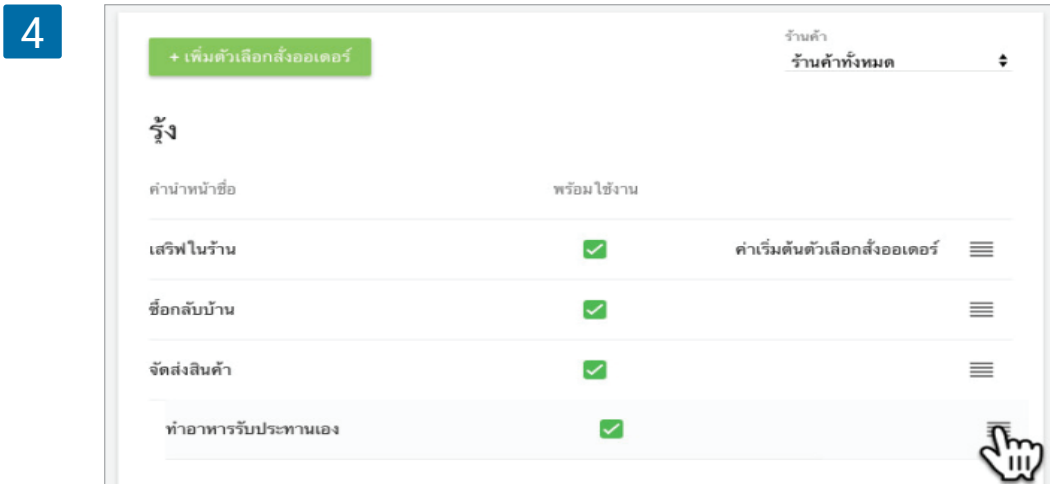 4
+ เพิ่มตัวเลือกสั่งออเดอร์
ร้านค้า
ร้านค้าทั้งหมด
รุ้ง
คำนำหน้าชื่อ
พร้อมใช้งาน
เสริฟในร้าน ค่าเริ่มต้นตัวเลือกสั่งออเดอร์
ซื้อกลับบ้าน
จัดส่งสินค้า
ทำอาหารรับประทานเอง